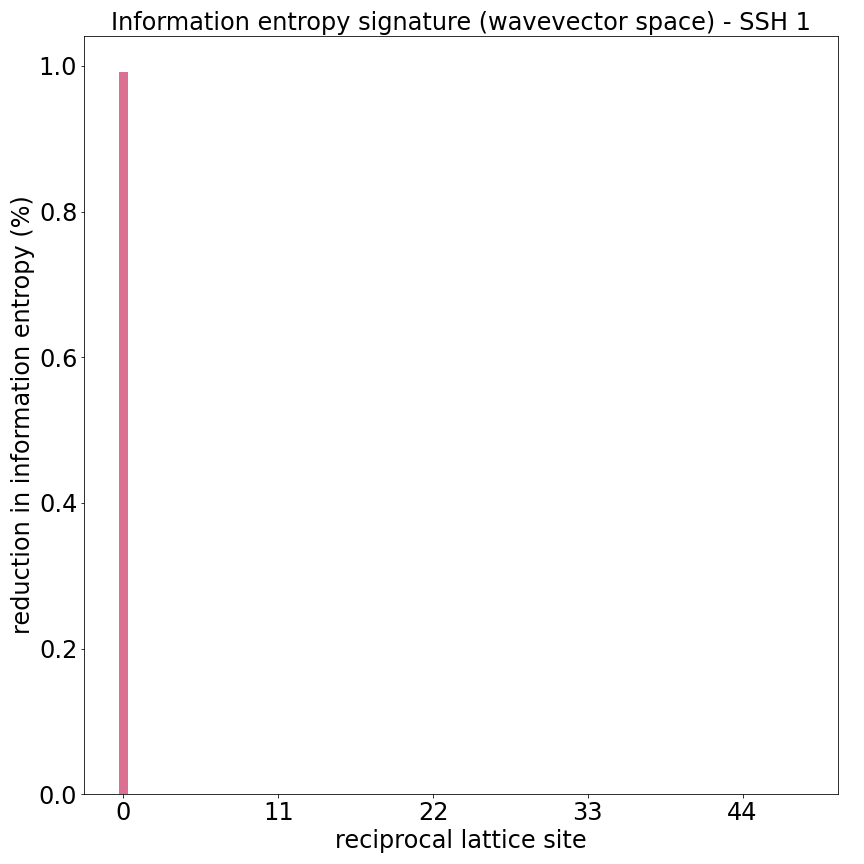 Information entropy signature (wavevector space) - SSH 1
reduction in information entropy (%)
1.0
0.8
0.6
0.4
0.2
0.0
0 11 22 33 44
reciprocal lattice site